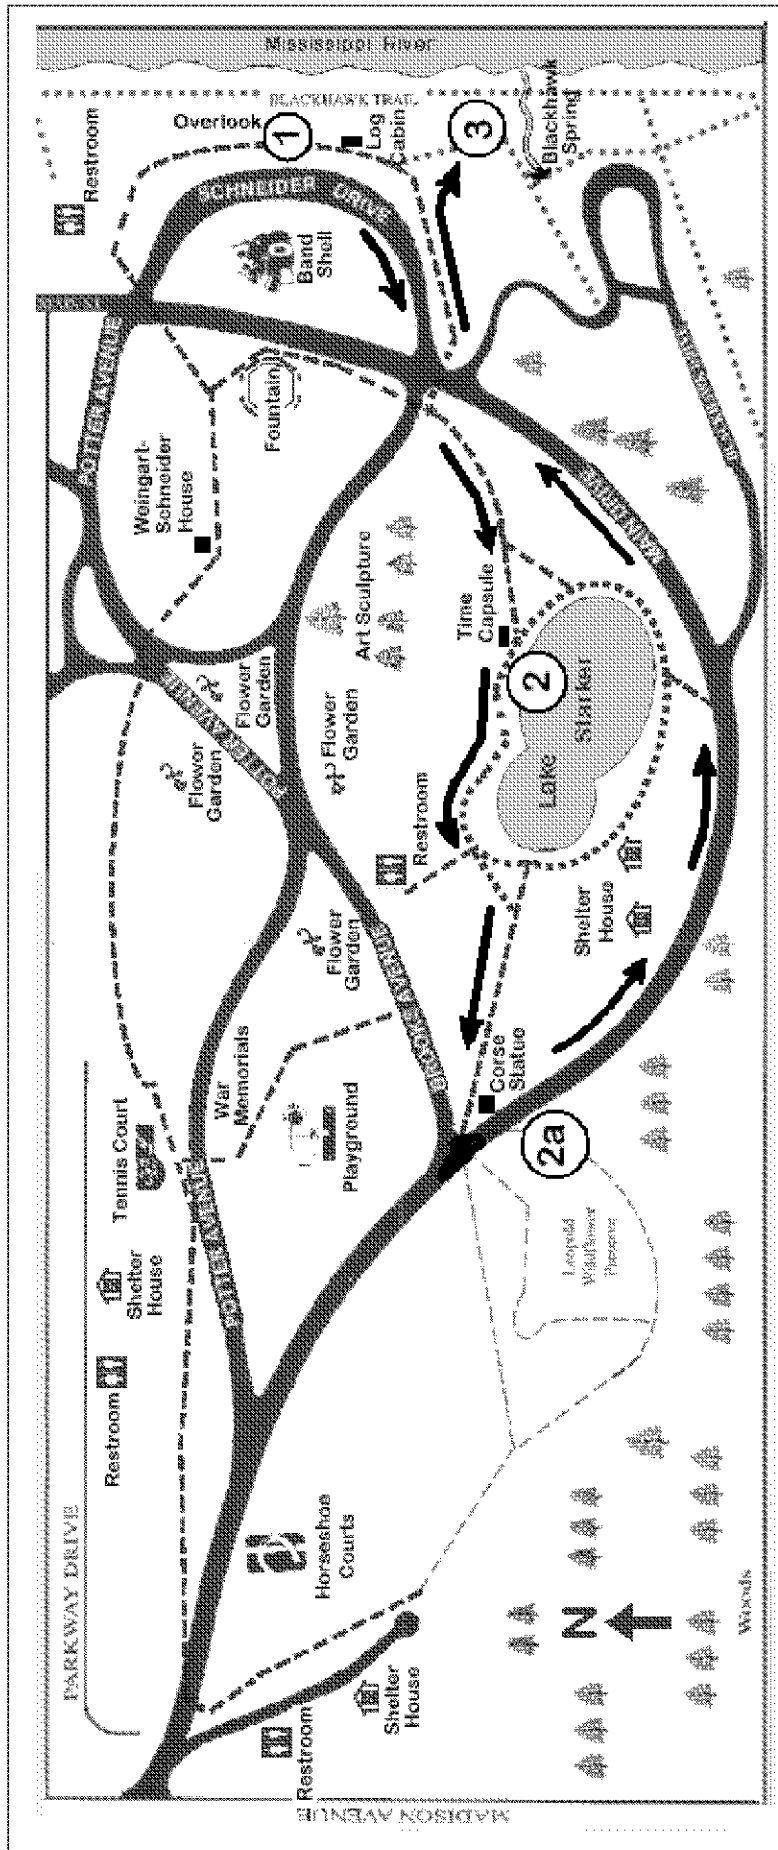 Mississippi River
BLACKHAWK TRAIL
Restroom
Overlook
1
Log
Cabin
3
Blackhawk
Spring
SCHNEIDER DRIVE
Band
Shell
POTTER AVENUE
Fountain
Weingart-
Schneider
House
Art Sculpture
Time
Capsule
2
Lake
Starker
Flower
Garden
Flower
Garden
Flower
Garden
Restroom
Flower
Garden
BROOKS AVENUE
Shelter
House
Corse
Statue
2a
War
Memorials
Playground
Tennis Court
POTTER AVENUE
Shelter
House
Restroom
Leopold
Wildflower
PARKWAY DRIVE
Horseshoe
Courts
Shelter
House
Restroom
N
Woods
MADISON AVENUE